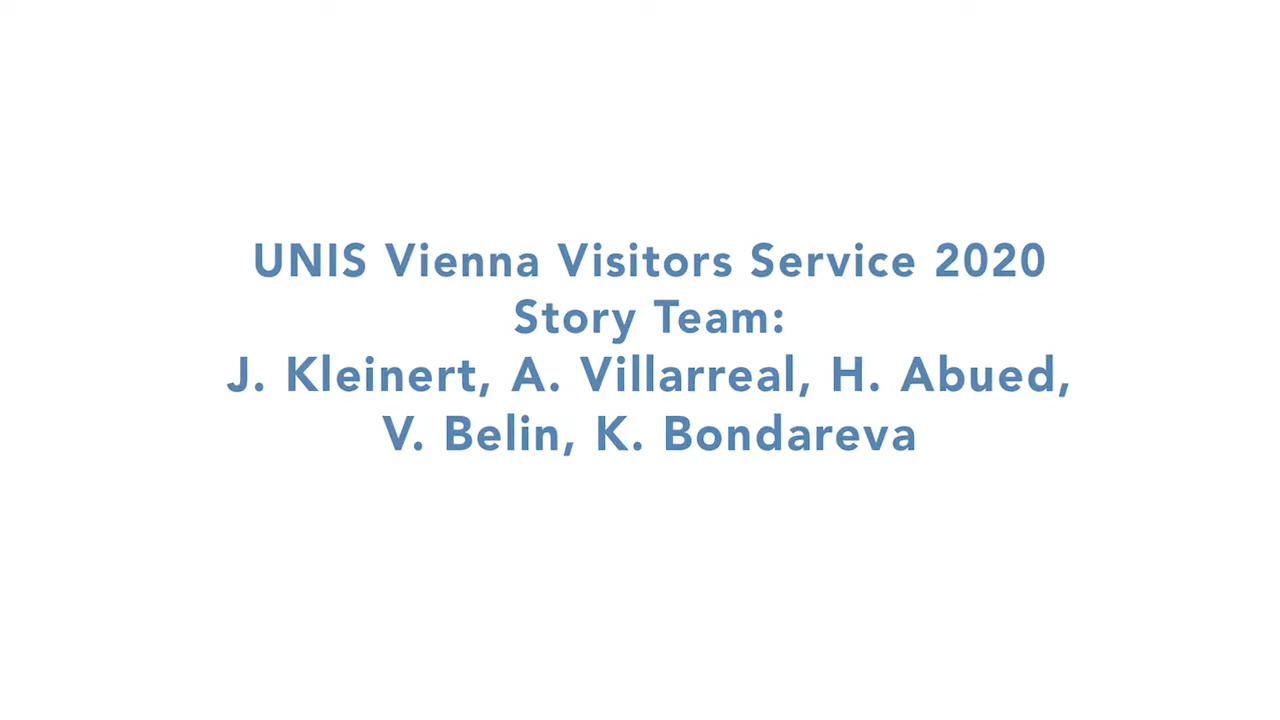 UNIS Vienna Visitors Service 2020
Story Team:
J. Kleinert, A. Villarreal, H. Abued,
V. Belin, K. Bondareva